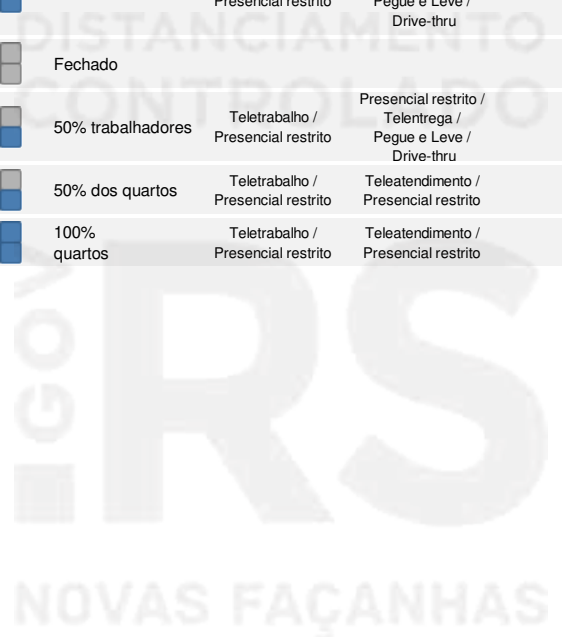 Presencial restrito
Pegue e Leve /
Drive-thru
DISTANCIAMENTO
Fechado
CONTROLADO
50% trabalhadores
Teletrabalho /
Presencial restrito
Presencial restrito /
Telentrega /
Pegue e Leve /
Drive-thru
50% dos quartos
Teletrabalho /
Presencial restrito
Teleatendimento /
Presencial restrito
100%
quartos
Teletrabalho /
Presencial restrito
Teleatendimento /
Presencial restrito
GOV
RS
NOVAS FAÇANHAS